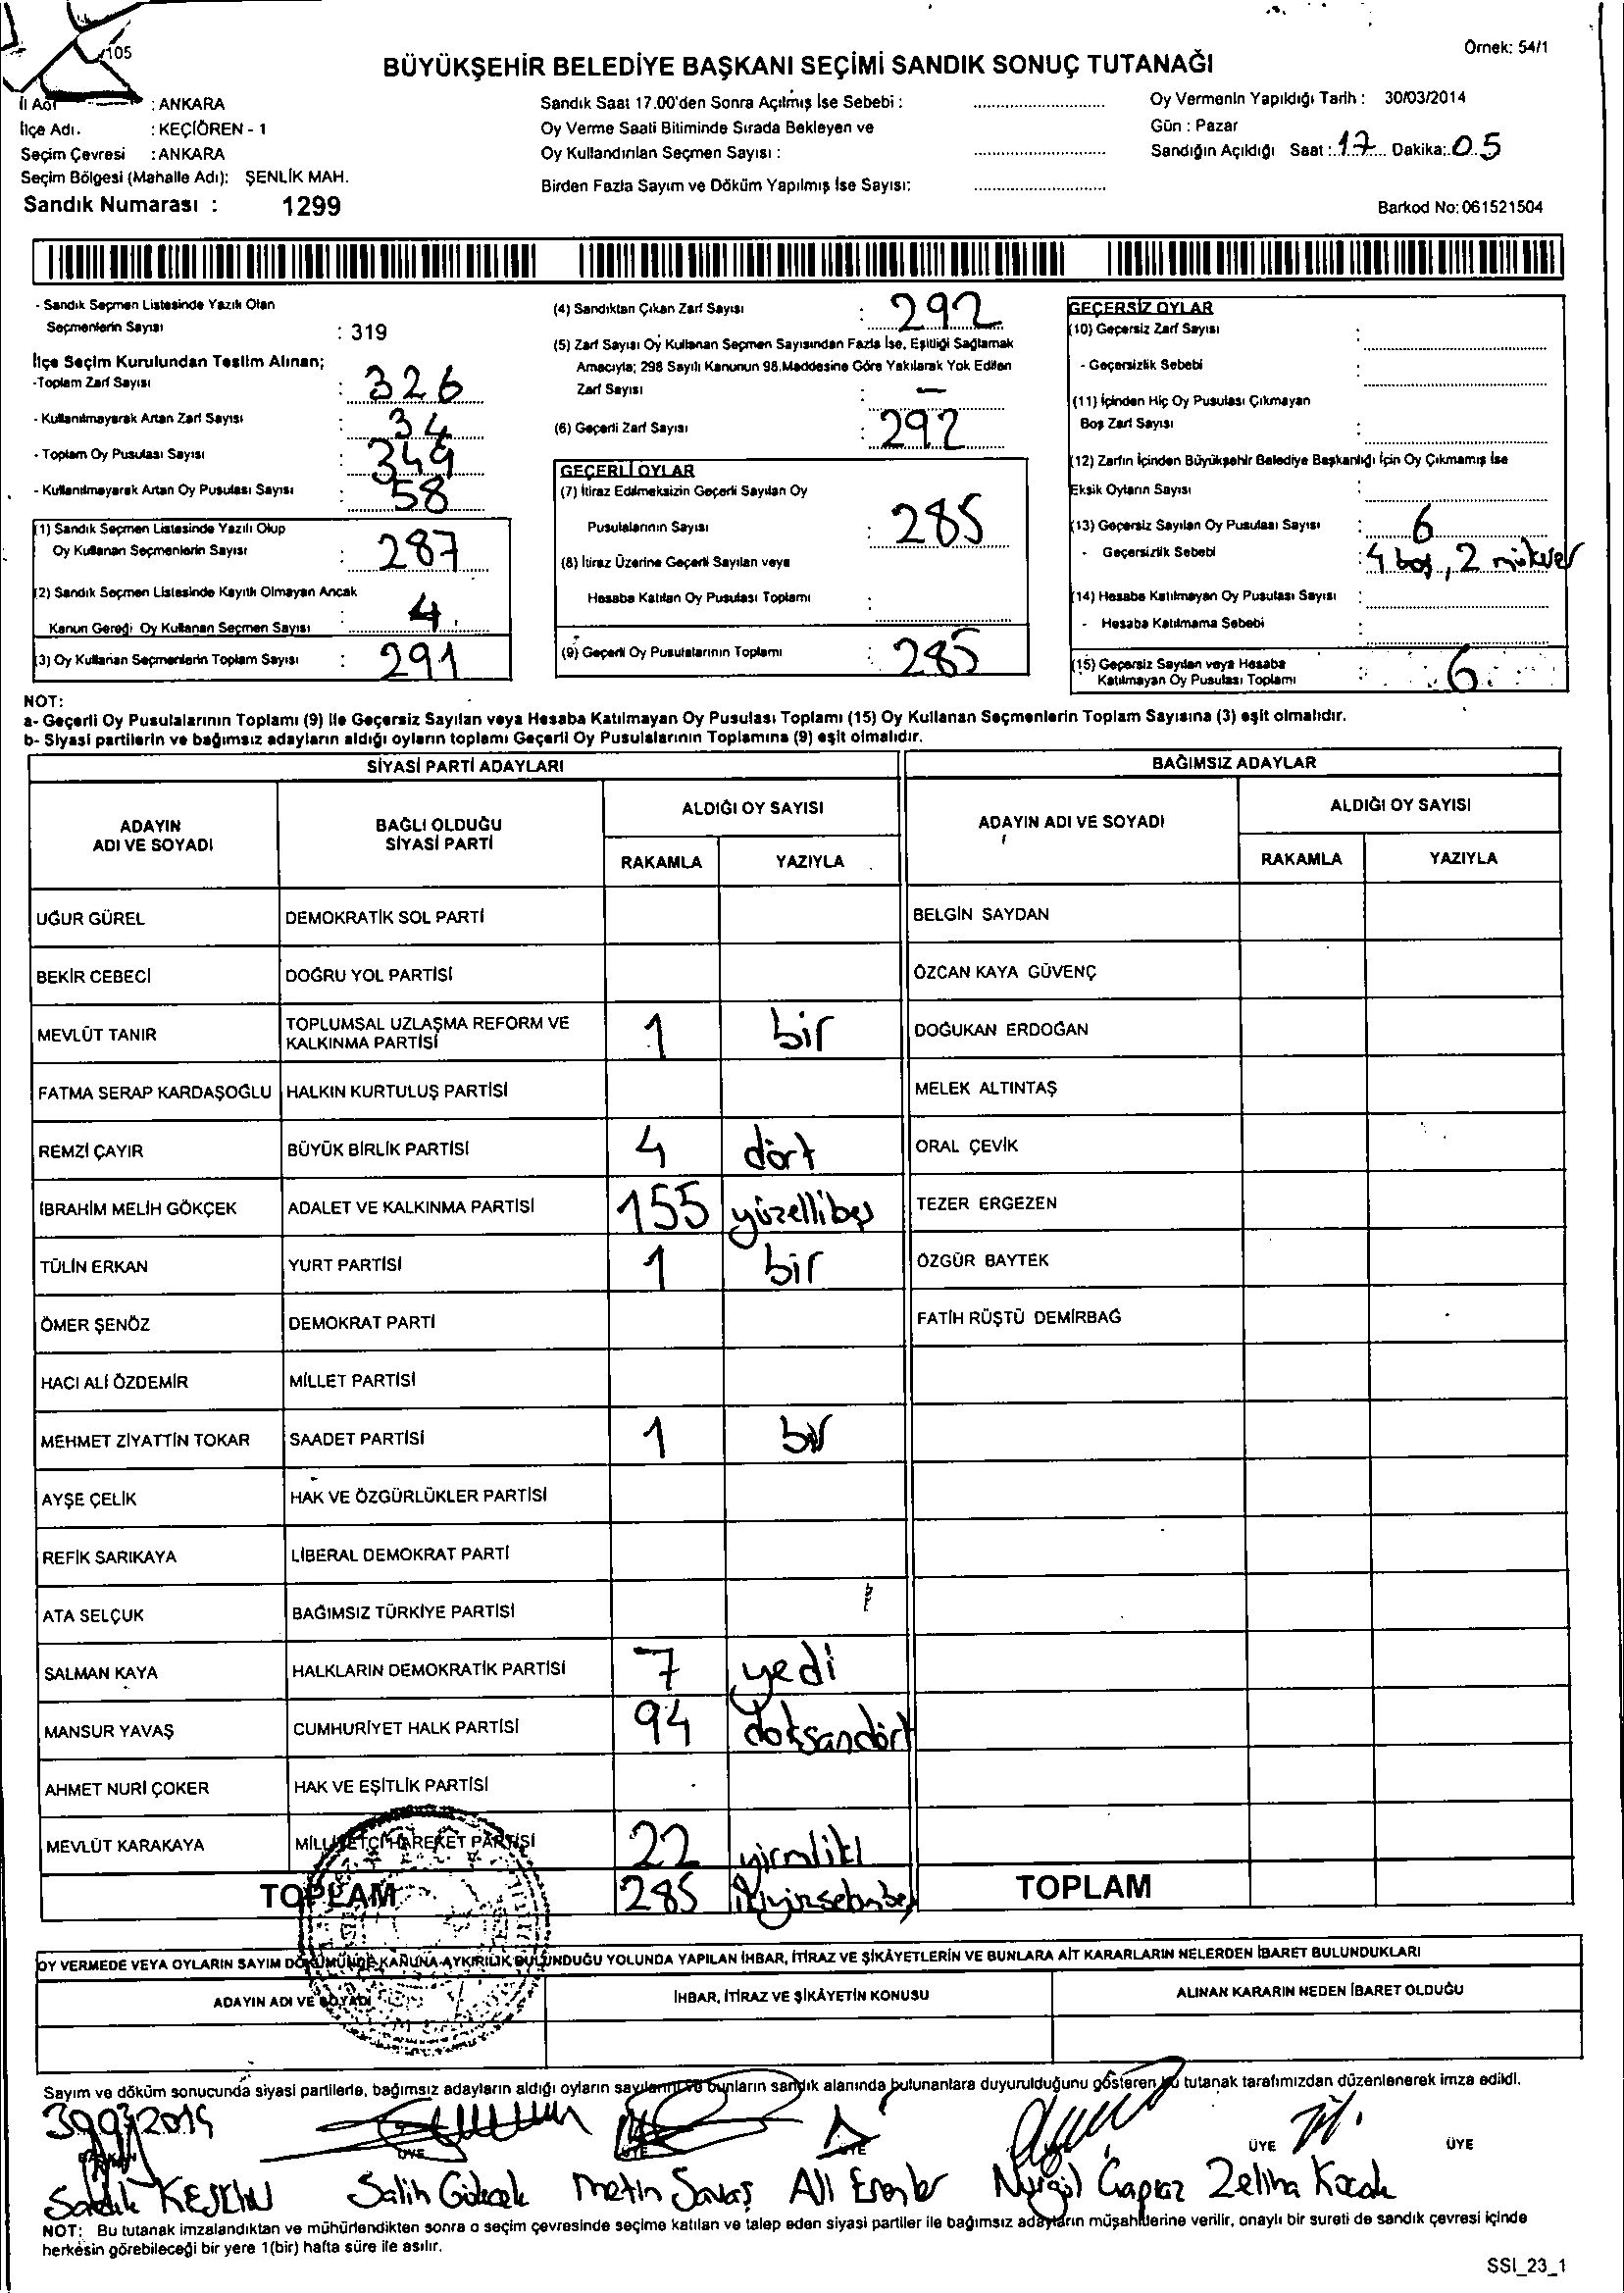 105
Örnek: 54/1
BÜYÜKŞEHİR BELEDİYE BAŞKANI SEÇİMİ SANDIK SONUÇ TUTANAĞI
İl Adı : ANKARA
İlçe Adı. : KEÇİÖREN - 1
Seçim Çevresi : ANKARA
Seçim Bölgesi (Mahalle Adı): ŞENLİK MAH.
Sandık Numarası : 1299
Sandık Saat 17.00'den Sonra Açılmış İse Sebebi :
Oy Verme Saati Bitiminde Sırada Bekleyen ve
Oy Kullandırılan Seçmen Sayısı :
Birden Fazla Sayım ve Döküm Yapılmış İse Sayısı:
Oy Vermenin Yapıldığı Tarih : 30/03/2014
Gün : Pazar
Sandığın Açıldığı Saat : 17 Dakika: 05
Barkod No: 061521504
- Sandık Seçmen Listesinde Yazılı Olan
Seçmenlerin Sayısı : 319
İlçe Seçim Kurulundan Teslim Alınan;
-Toplam Zarf Sayısı : 326
- Kullanılmayarak Artan Zarf Sayısı : 34
- Toplam Oy Pusulası Sayısı : 349
- Kullanılmayarak Artan Oy Pusulası Sayısı : 58
(1) Sandık Seçmen Listesinde Yazılı Olup
Oy Kullanan Seçmenlerin Sayısı : 287
(2) Sandık Seçmen Listesinde Kayıtlı Olmayan Ancak
Kanun Gereği Oy Kullanan Seçmen Sayısı : 4
(3) Oy Kullanan Seçmenlerin Toplam Sayısı : 291
(4) Sandıktan Çıkan Zarf Sayısı : 292
(5) Zarf Sayısı Oy Kullanan Seçmen Sayısından Fazla İse, Eşitliği Sağlamak
Amacıyla; 298 Sayılı Kanunun 98.Maddesine Göre Yakılarak Yok Edilen
Zarf Sayısı : -
(6) Geçerli Zarf Sayısı : 292
GEÇERLİ OYLAR
(7) İtiraz Edilmeksizin Geçerli Sayılan Oy
Pusulalarının Sayısı : 285
(8) İtiraz Üzerine Geçerli Sayılan veya
Hesaba Katılan Oy Pusulası Toplamı :
(9) Geçerli Oy Pusulalarının Toplamı : 285
GEÇERSİZ OYLAR
(10) Geçersiz Zarf Sayısı :
- Geçersizlik Sebebi :
(11) İçinden Hiç Oy Pusulası Çıkmayan
Boş Zarf Sayısı :
(12) Zarfın İçinden Büyükşehir Belediye Başkanlığı İçin Oy Çıkmamış İse
Eksik Oyların Sayısı :
(13) Geçersiz Sayılan Oy Pusulası Sayısı : 6
- Geçersizlik Sebebi : 4 boş, 2 mükver
(14) Hesaba Katılmayan Oy Pusulası Sayısı :
- Hesaba Katılmama Sebebi :
(15) Geçersiz Sayılan veya Hesaba
Katılmayan Oy Pusulası Toplamı : 6
NOT:
a- Geçerli Oy Pusulalarının Toplamı (9) ile Geçersiz Sayılan veya Hesaba Katılmayan Oy Pusulası Toplamı (15) Oy Kullanan Seçmenlerin Toplam Sayısına (3) eşit olmalıdır.
b- Siyasi partilerin ve bağımsız adayların aldığı oyların toplamı Geçerli Oy Pusulalarının Toplamına (9) eşit olmalıdır.
SİYASİ PARTİ ADAYLARI BAĞIMSIZ ADAYLAR
ADAYIN ADI VE SOYADI BAĞLI OLDUĞU SİYASİ PARTİ ALDIĞI OY SAYISI ADAYIN ADI VE SOYADI ALDIĞI OY SAYISI
RAKAMLA YAZIYLA RAKAMLA YAZIYLA
UĞUR GÜREL DEMOKRATİK SOL PARTİ BELGİN SAYDAN
BEKİR CEBECİ DOĞRU YOL PARTİSİ ÖZCAN KAYA GÜVENÇ
MEVLÜT TANIR TOPLUMSAL UZLAŞMA REFORM VE KALKINMA PARTİSİ 1 bir DOĞUKAN ERDOĞAN
FATMA SERAP KARDAŞOĞLU HALKIN KURTULUŞ PARTİSİ MELEK ALTINTAŞ
REMZİ ÇAYIR BÜYÜK BİRLİK PARTİSİ 4 dört ORAL ÇEVİK
İBRAHİM MELİH GÖKÇEK ADALET VE KALKINMA PARTİSİ 155 yüzellibeş TEZER ERGEZEN
TÜLİN ERKAN YURT PARTİSİ 1 bir ÖZGÜR BAYTEK
ÖMER ŞENÖZ DEMOKRAT PARTİ FATİH RÜŞTÜ DEMİRBAĞ
HACI ALİ ÖZDEMİR MİLLET PARTİSİ
MEHMET ZİYATTİN TOKAR SAADET PARTİSİ 1 bir
AYŞE ÇELİK HAK VE ÖZGÜRLÜKLER PARTİSİ
REFİK SARIKAYA LİBERAL DEMOKRAT PARTİ
ATA SELÇUK BAĞIMSIZ TÜRKİYE PARTİSİ
SALMAN KAYA HALKLARIN DEMOKRATİK PARTİSİ 7 yedi
MANSUR YAVAŞ CUMHURİYET HALK PARTİSİ 94 doksandört
AHMET NURİ ÇOKER HAK VE EŞİTLİK PARTİSİ
MEVLÜT KARAKAYA MİLLİYETÇİ HAREKET PARTİSİ 22 yirmiiki
TOPLAM 285 ikiyüzseksenbeş TOPLAM
OY VERMEDE VEYA OYLARIN SAYIM DÖKÜMÜNDE KANUNA AYKIRILIK BULUNDUĞU YOLUNDA YAPILAN İHBAR, İTİRAZ VE ŞİKÂYETLERİN VE BUNLARA AİT KARARLARIN NELERDEN İBARET BULUNDUKLARI
ADAYIN ADI VE SOYADI İHBAR, İTİRAZ VE ŞİKÂYETİN KONUSU ALINAN KARARIN NEDEN İBARET OLDUĞU
Sayım ve döküm sonucunda siyasi partilerle, bağımsız adayların aldığı oyların sayılarını ve bunların sandık alanında bulunanlara duyurulduğunu gösteren bu tutanak tarafımızdan düzenlenerek imza edildi.
30032014
BAŞKAN ÜYE ÜYE ÜYE ÜYE ÜYE
Sadık KESKİN Salih Gökçek Metin Savaş Ali Erenler Nurgül Çapraz Zeliha Koçak
NOT: Bu tutanak imzalandıktan ve mühürlendikten sonra o seçim çevresinde seçime katılan ve talep eden siyasi partiler ile bağımsız adayların müşahitlerine verilir, onaylı bir sureti de sandık çevresi içinde
herkesin görebileceği bir yere 1(bir) hafta süre ile asılır.
SSI_23_1